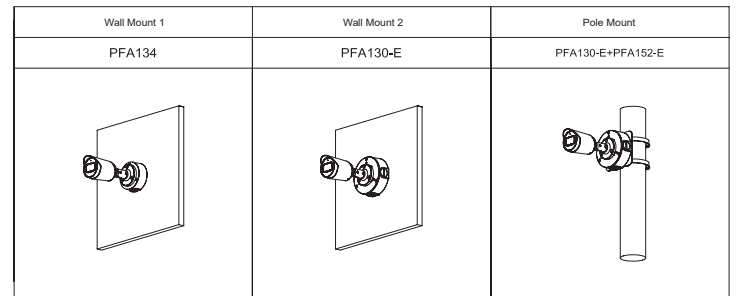 Wall Mount 1
Wall Mount 2
Pole Mount
PFA134
PFA130-E
PFA130-E+PFA152-E